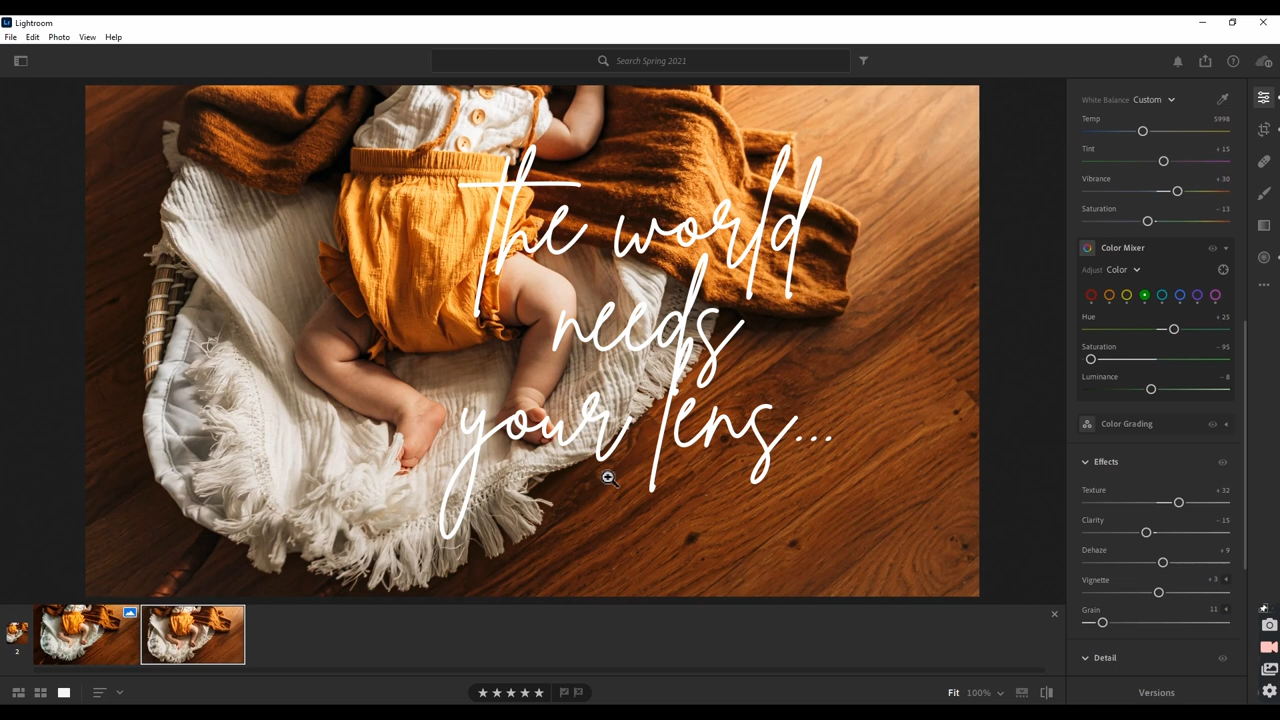 Lr Lightroom
File Edit Photo View Help
Search Spring 2021
White Balance Custom
Temp 5998
Tint + 15
Vibrance + 30
Saturation – 13
Color Mixer
Adjust Color
Hue + 25
Saturation – 95
Luminance – 8
Color Grading
Effects
Texture + 32
Clarity – 15
Dehaze + 9
Vignette + 3
Grain 11
Detail
the world
needs
your lens...
2
Fit 100%
Versions